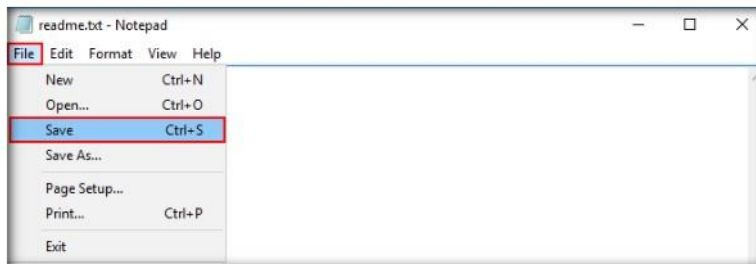 readme.txt - Notepad
File Edit Format View Help
New Ctrl+N
Open... Ctrl+O
Save Ctrl+S
Save As...
Page Setup...
Print... Ctrl+P
Exit